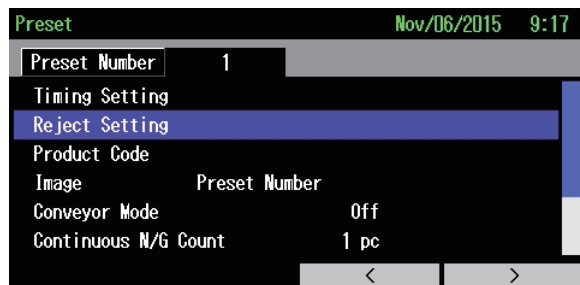 Preset Nov/06/2015 9:17
Preset Number 1
Timing Setting
Reject Setting
Product Code
Image Preset Number
Conveyor Mode Off
Continuous N/G Count 1 pc
< >